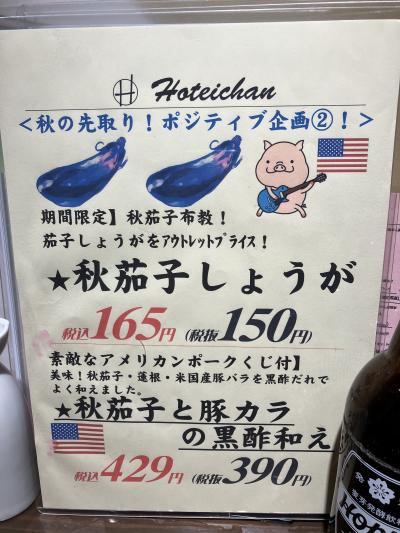 Hoteichan
<秋の先取り!ポジティブ企画②!>
期間限定】秋茄子布教!
茄子しょうがをアウトレットプライス!
★秋茄子しょうが
税込165円(税抜150円)
素敵なアメリカンポークくじ付】
美味!秋茄子・蓮根・米国産豚バラを黒酢だれで
よく和えました。
★秋茄子と豚カラ
の黒酢和え
税込429円(税抜390円)